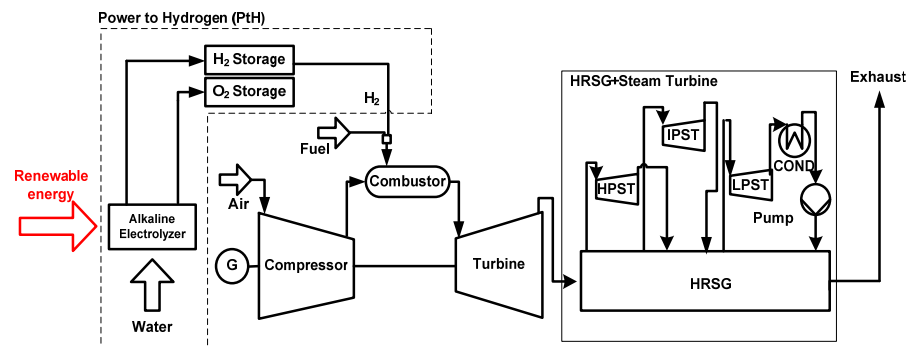 Power to Hydrogen (PtH)
H2 Storage
O2 Storage
H2
Fuel
Renewable
energy
Alkaline
Electrolyzer
Water
Air
G
Compressor
Combustor
Turbine
HRSG+Steam Turbine
HPST
IPST
LPST
COND
Pump
HRSG
Exhaust